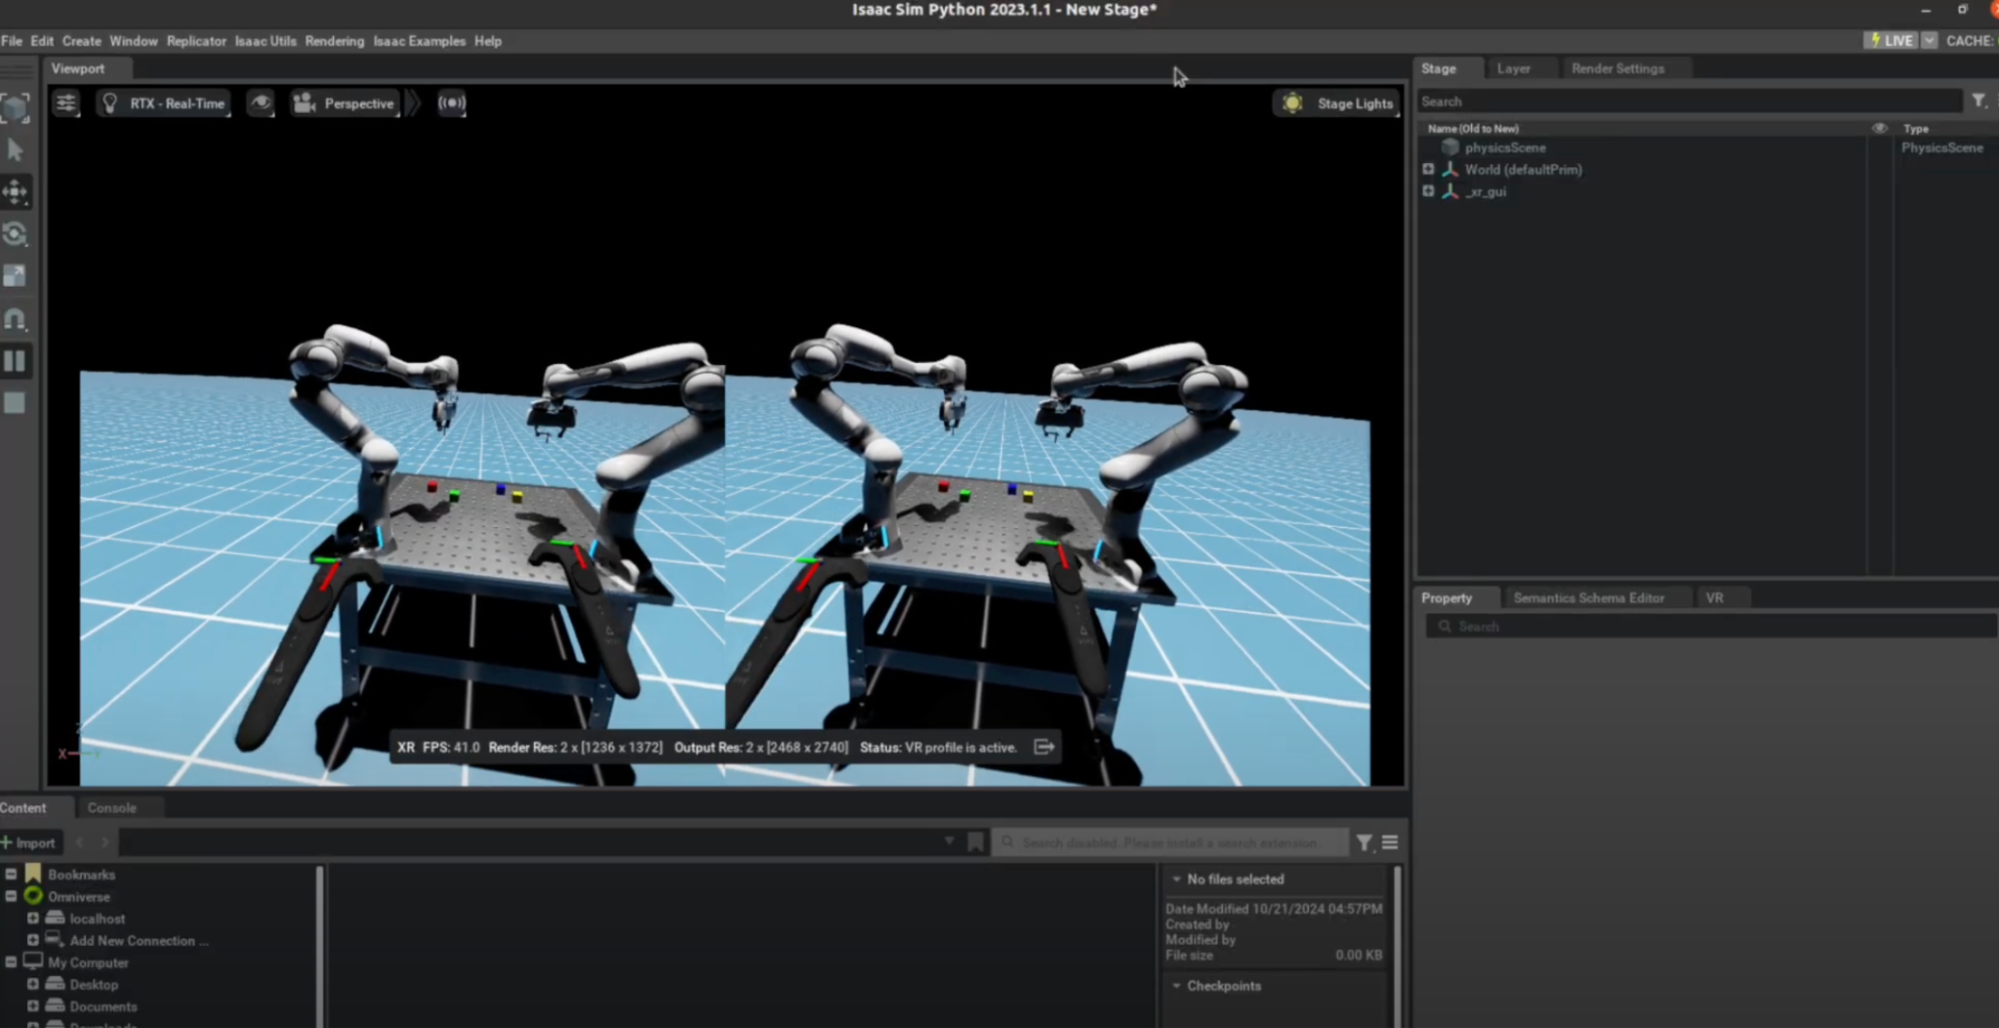 Isaac Sim Python 2023.1.1 - New Stage*
File Edit Create Window Replicator Isaac Utils Rendering Isaac Examples Help
LIVE CACHE:
Viewport
Stage Layer Render Settings
RTX - Real-Time Perspective Stage Lights
Search
Name (Old to New) Type
physicsScene PhysicsScene
World (defaultPrim)
_xr_gui
Property Semantics Schema Editor VR
Search
X
XR FPS: 41.0 Render Res: 2 x [1236 x 1372] Output Res: 2 x [2468 x 2740] Status: VR profile is active.
Content Console
+ Import
Search disabled. Please install a search extension.
Bookmarks
Omniverse
localhost
Add New Connection ...
My Computer
Desktop
Documents
No files selected
Date Modified 10/21/2024 04:57PM
Created by
Modified by
File size 0.00 KB
Checkpoints